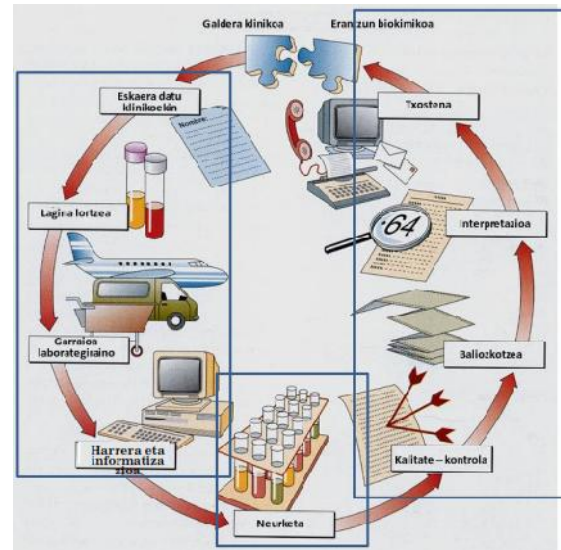 Galdera klinikoa
Erantzun biokimikoa
Eskaera datu
klinikoekin
Nombre:
Txostena
Lagina lortzea
64
Interpretazioa
Garraioa
laborategiraino
Baliozkotzea
Harrera eta
informatiza
zioa
Kalitate – kontrola
Neurketa